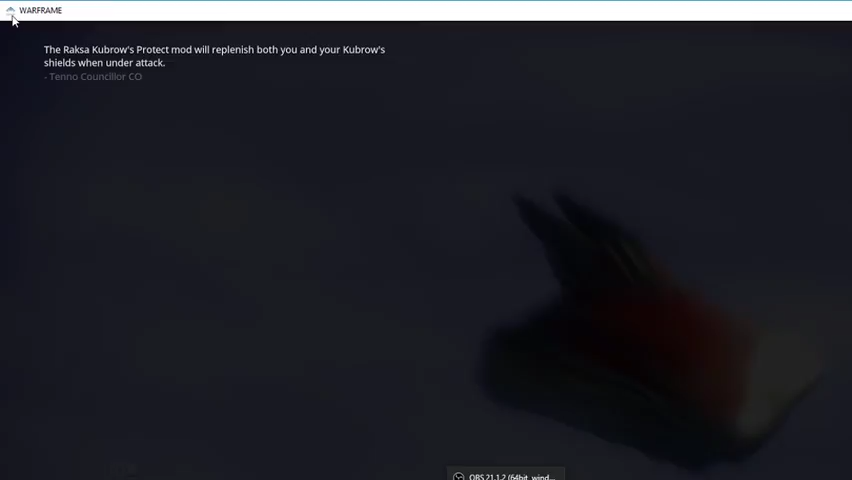 WARFRAME
The Raksa Kubrow's Protect mod will replenish both you and your Kubrow's
shields when under attack.
- Tenno Councillor CO
OBS 21.1.2 (64bit, wind...